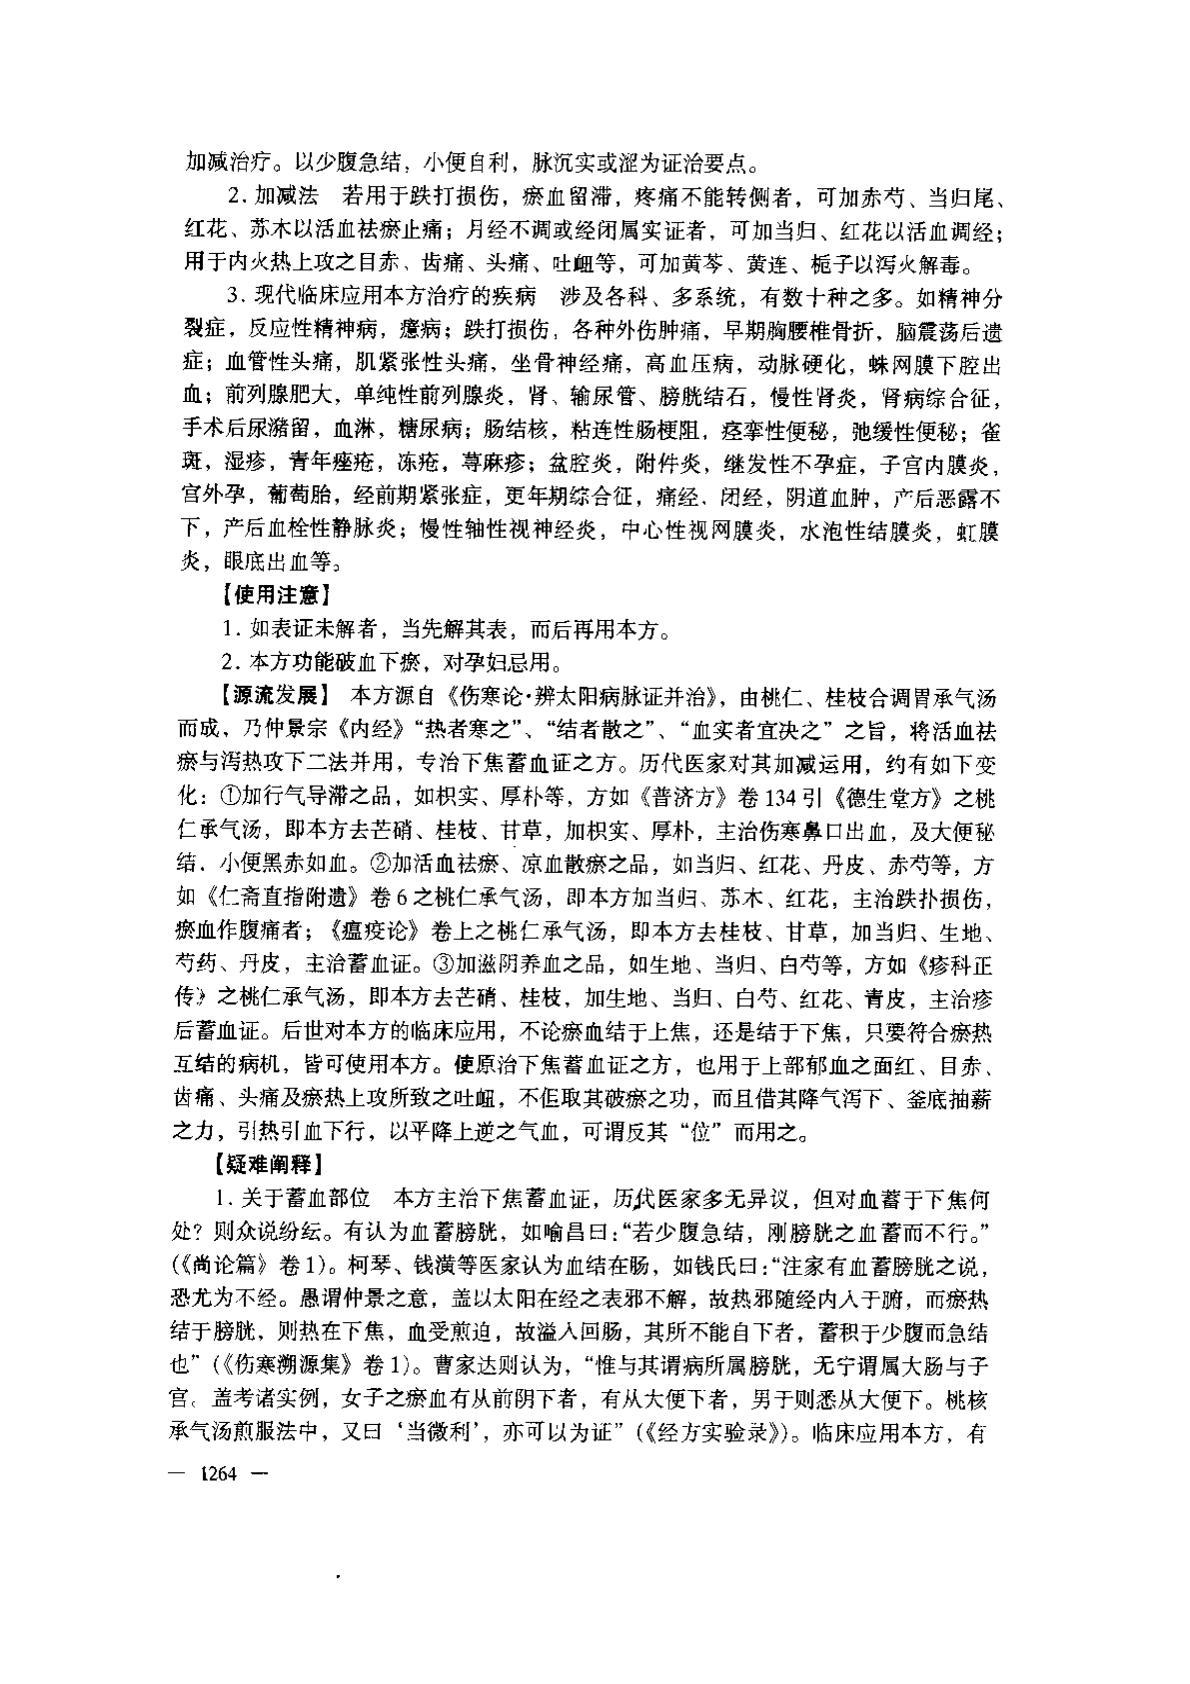 加减治疗。以少腹急结，小便自利，脉沉实或涩为证治要点。
2. 加减法　若用于跌打损伤，瘀血留滞，疼痛不能转侧者，可加赤芍、当归尾、
红花、苏木以活血祛瘀止痛；月经不调或经闭属实证者，可加当归、红花以活血调经；
用于内火热上攻之目赤、齿痛、头痛、吐衄等，可加黄芩、黄连、栀子以泻火解毒。
3. 现代临床应用本方治疗的疾病　涉及各科、多系统，有数十种之多。如精神分
裂症，反应性精神病，癔病；跌打损伤，各种外伤肿痛，早期胸腰椎骨折，脑震荡后遗
症；血管性头痛，肌紧张性头痛，坐骨神经痛，高血压病，动脉硬化，蛛网膜下腔出
血；前列腺肥大，单纯性前列腺炎，肾、输尿管、膀胱结石，慢性肾炎，肾病综合征，
手术后尿潴留，血淋，糖尿病；肠结核，粘连性肠梗阻，痉挛性便秘，弛缓性便秘；雀
斑，湿疹，青年痤疮，冻疮，荨麻疹；盆腔炎，附件炎，继发性不孕症，子宫内膜炎，
宫外孕，葡萄胎，经前期紧张症，更年期综合征，痛经、闭经，阴道血肿，产后恶露不
下，产后血栓性静脉炎；慢性轴性视神经炎，中心性视网膜炎，水泡性结膜炎，虹膜
炎，眼底出血等。
【使用注意】
1. 如表证未解者，当先解其表，而后再用本方。
2. 本方功能破血下瘀，对孕妇忌用。
【源流发展】 本方源自《伤寒论·辨太阳病脉证并治》，由桃仁、桂枝合调胃承气汤
而成，乃仲景宗《内经》“热者寒之”、“结者散之”、“血实者宜决之”之旨，将活血祛
瘀与泻热攻下二法并用，专治下焦蓄血证之方。历代医家对其加减运用，约有如下变
化：①加行气导滞之品，如枳实、厚朴等，方如《普济方》卷 134 引《德生堂方》之桃
仁承气汤，即本方去芒硝、桂枝、甘草，加枳实、厚朴，主治伤寒鼻口出血，及大便秘
结，小便黑赤如血。②加活血祛瘀、凉血散瘀之品，如当归、红花、丹皮、赤芍等，方
如《仁斋直指附遗》卷 6 之桃仁承气汤，即本方加当归、苏木、红花，主治跌扑损伤，
瘀血作腹痛者；《瘟疫论》卷上之桃仁承气汤，即本方去桂枝、甘草，加当归、生地、
芍药、丹皮，主治蓄血证。③加滋阴养血之品，如生地、当归、白芍等，方如《疹科正
传》之桃仁承气汤，即本方去芒硝、桂枝，加生地、当归、白芍、红花、青皮，主治疹
后蓄血证。后世对本方的临床应用，不论瘀血结于上焦，还是结于下焦，只要符合瘀热
互结的病机，皆可使用本方。使原治下焦蓄血证之方，也用于上部郁血之面红、目赤、
齿痛、头痛及瘀热上攻所致之吐衄，不但取其破瘀之功，而且借其降气泻下、釜底抽薪
之力，引热引血下行，以平降上逆之气血，可谓反其“位”而用之。
【疑难阐释】
1. 关于蓄血部位　本方主治下焦蓄血证，历代医家多无异议，但对血蓄于下焦何
处？则众说纷纭。有认为血蓄膀胱，如喻昌曰：“若少腹急结，刚膀胱之血蓄而不行。”
（《尚论篇》卷 1）。柯琴、钱潢等医家认为血结在肠，如钱氏曰：“注家有血蓄膀胱之说，
恐尤为不经。愚谓仲景之意，盖以太阳在经之表邪不解，故热邪随经内入于腑，而瘀热
结于膀胱，则热在下焦，血受煎迫，故溢入回肠，其所不能自下者，蓄积于少腹而急结
也”（《伤寒溯源集》卷 1）。曹家达则认为，“惟与其谓病所属膀胱，无宁谓属大肠与子
宫。盖考诸实例，女子之瘀血有从前阴下者，有从大便下者，男子则悉从大便下。桃核
承气汤煎服法中，又曰‘当微利’，亦可以为证”（《经方实验录》）。临床应用本方，有
— 1264 —